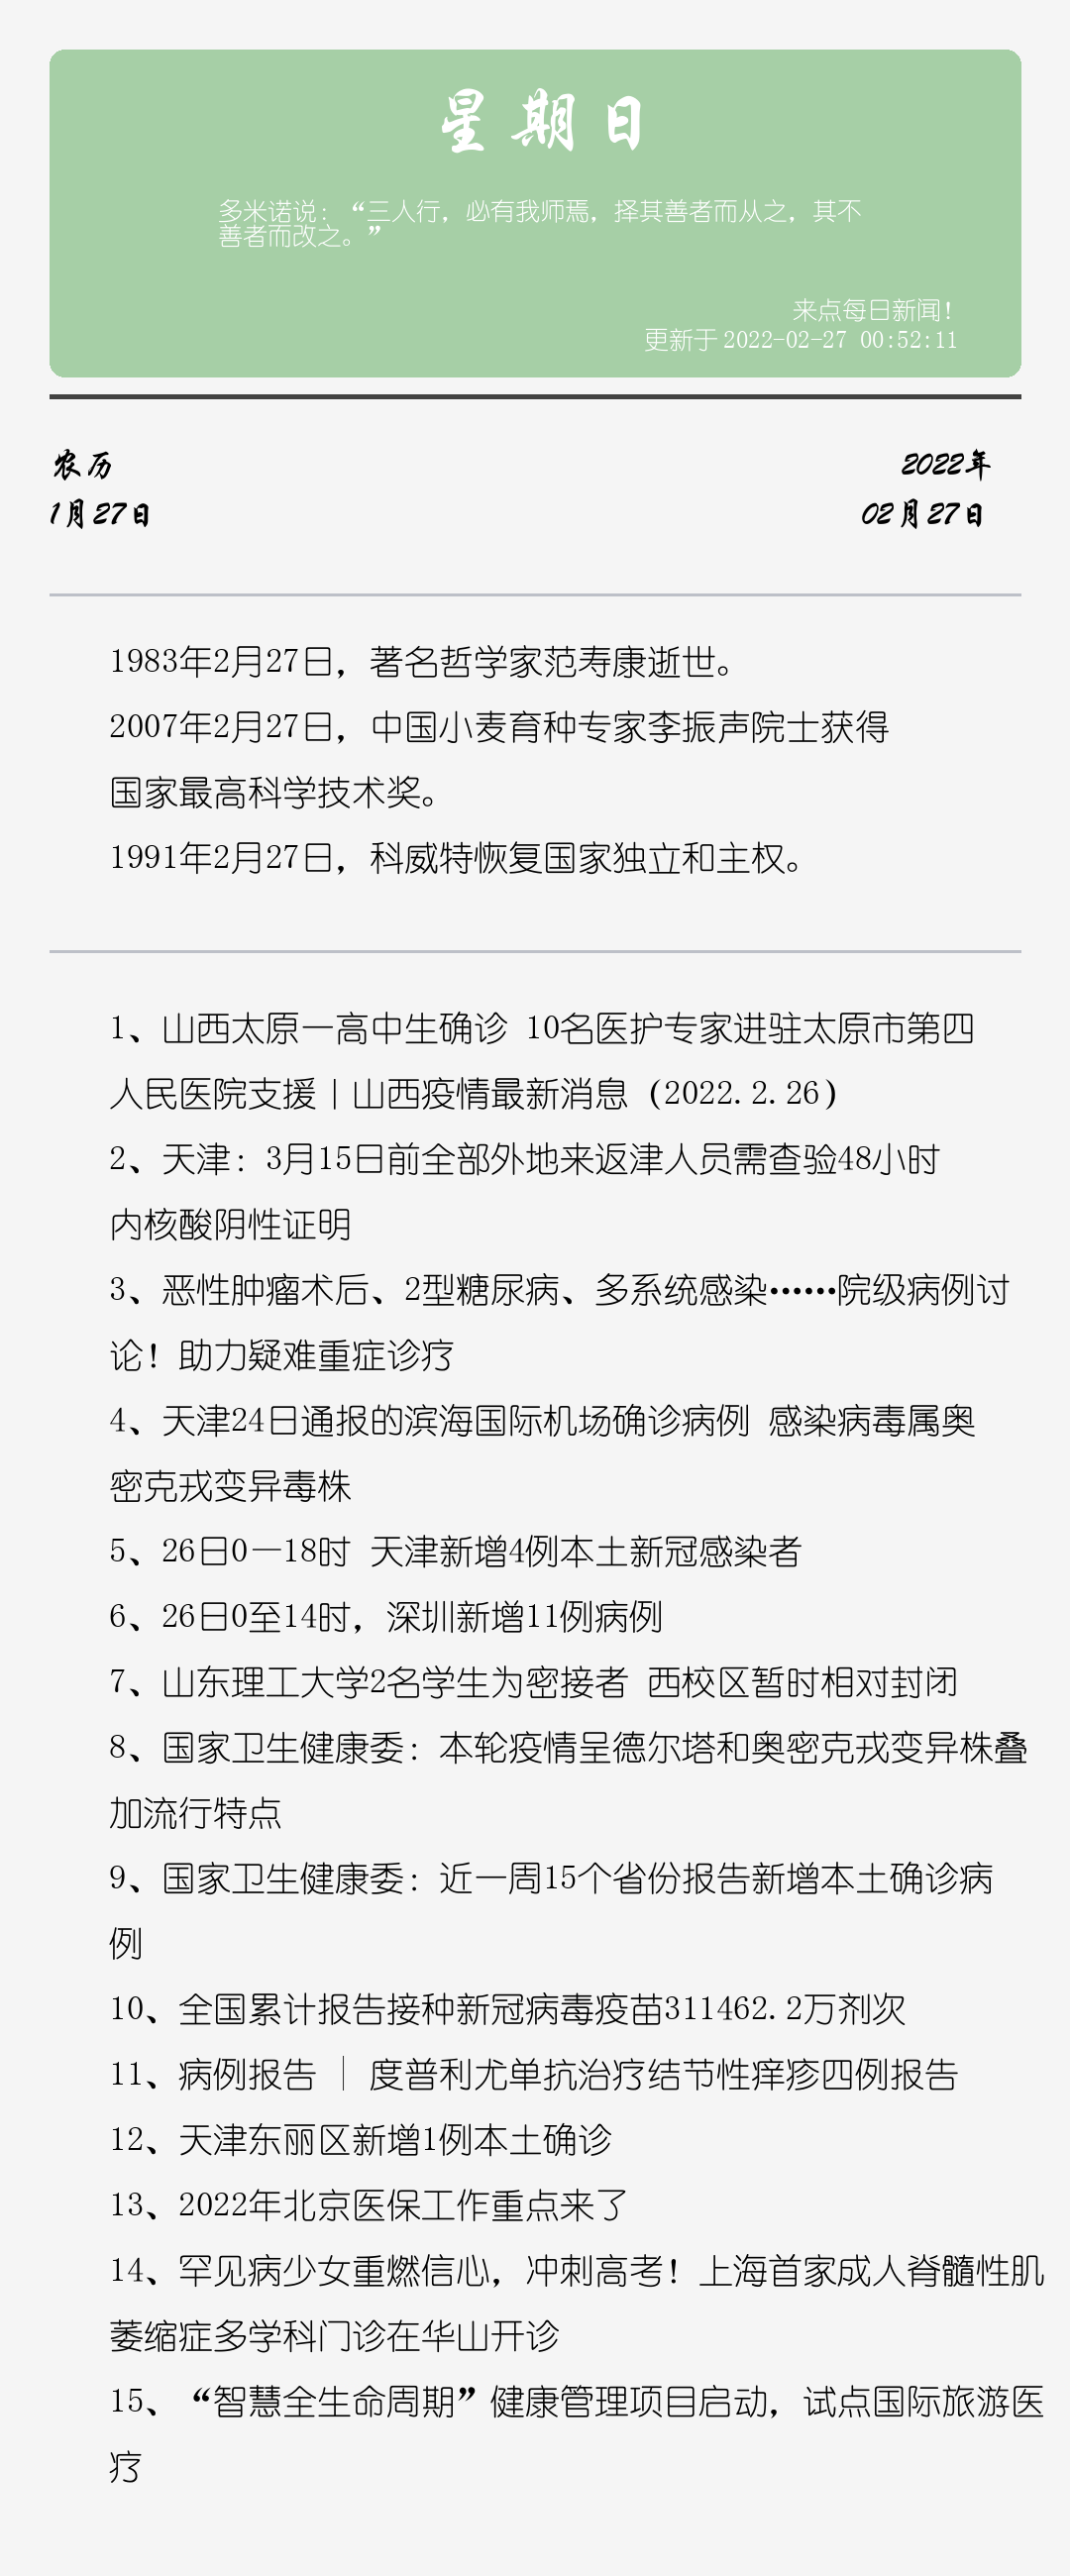 星期日
多米诺说：“三人行，必有我师焉，择其善者而从之，其不
善者而改之。”
来点每日新闻！
更新于 2022-02-27 00:52:11
农历
2022年
1月27日
02月27日
1983年2月27日，著名哲学家范寿康逝世。
2007年2月27日，中国小麦育种专家李振声院士获得
国家最高科学技术奖。
1991年2月27日，科威特恢复国家独立和主权。
1、山西太原一高中生确诊 10名医护专家进驻太原市第四
人民医院支援丨山西疫情最新消息（2022.2.26）
2、天津：3月15日前全部外地来返津人员需查验48小时
内核酸阴性证明
3、恶性肿瘤术后、2型糖尿病、多系统感染……院级病例讨
论！助力疑难重症诊疗
4、天津24日通报的滨海国际机场确诊病例 感染病毒属奥
密克戎变异毒株
5、26日0—18时 天津新增4例本土新冠感染者
6、26日0至14时，深圳新增11例病例
7、山东理工大学2名学生为密接者 西校区暂时相对封闭
8、国家卫生健康委：本轮疫情呈德尔塔和奥密克戎变异株叠
加流行特点
9、国家卫生健康委：近一周15个省份报告新增本土确诊病
例
10、全国累计报告接种新冠病毒疫苗311462.2万剂次
11、病例报告 │ 度普利尤单抗治疗结节性痒疹四例报告
12、天津东丽区新增1例本土确诊
13、2022年北京医保工作重点来了
14、罕见病少女重燃信心，冲刺高考！上海首家成人脊髓性肌
萎缩症多学科门诊在华山开诊
15、“智慧全生命周期”健康管理项目启动，试点国际旅游医
疗